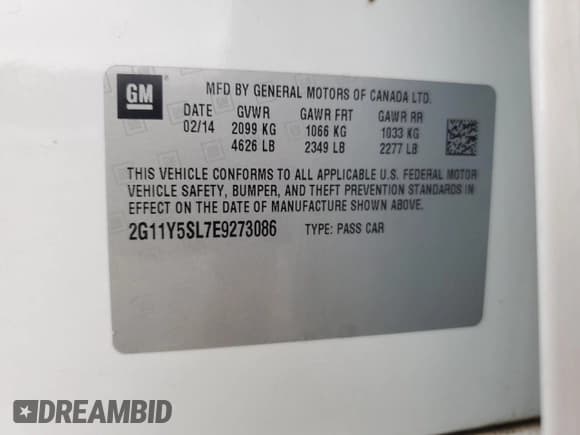 GM
MFD BY GENERAL MOTORS OF CANADA LTD.
DATE GVWR GAWR FRT GAWR RR
02/14 2099 KG 1066 KG 1033 KG
4626 LB 2349 LB 2277 LB
THIS VEHICLE CONFORMS TO ALL APPLICABLE U.S. FEDERAL MOTOR
VEHICLE SAFETY, BUMPER, AND THEFT PREVENTION STANDARDS IN
EFFECT ON THE DATE OF MANUFACTURE SHOWN ABOVE.
2G11Y5SL7E9273086 TYPE: PASS CAR
DREAMBID